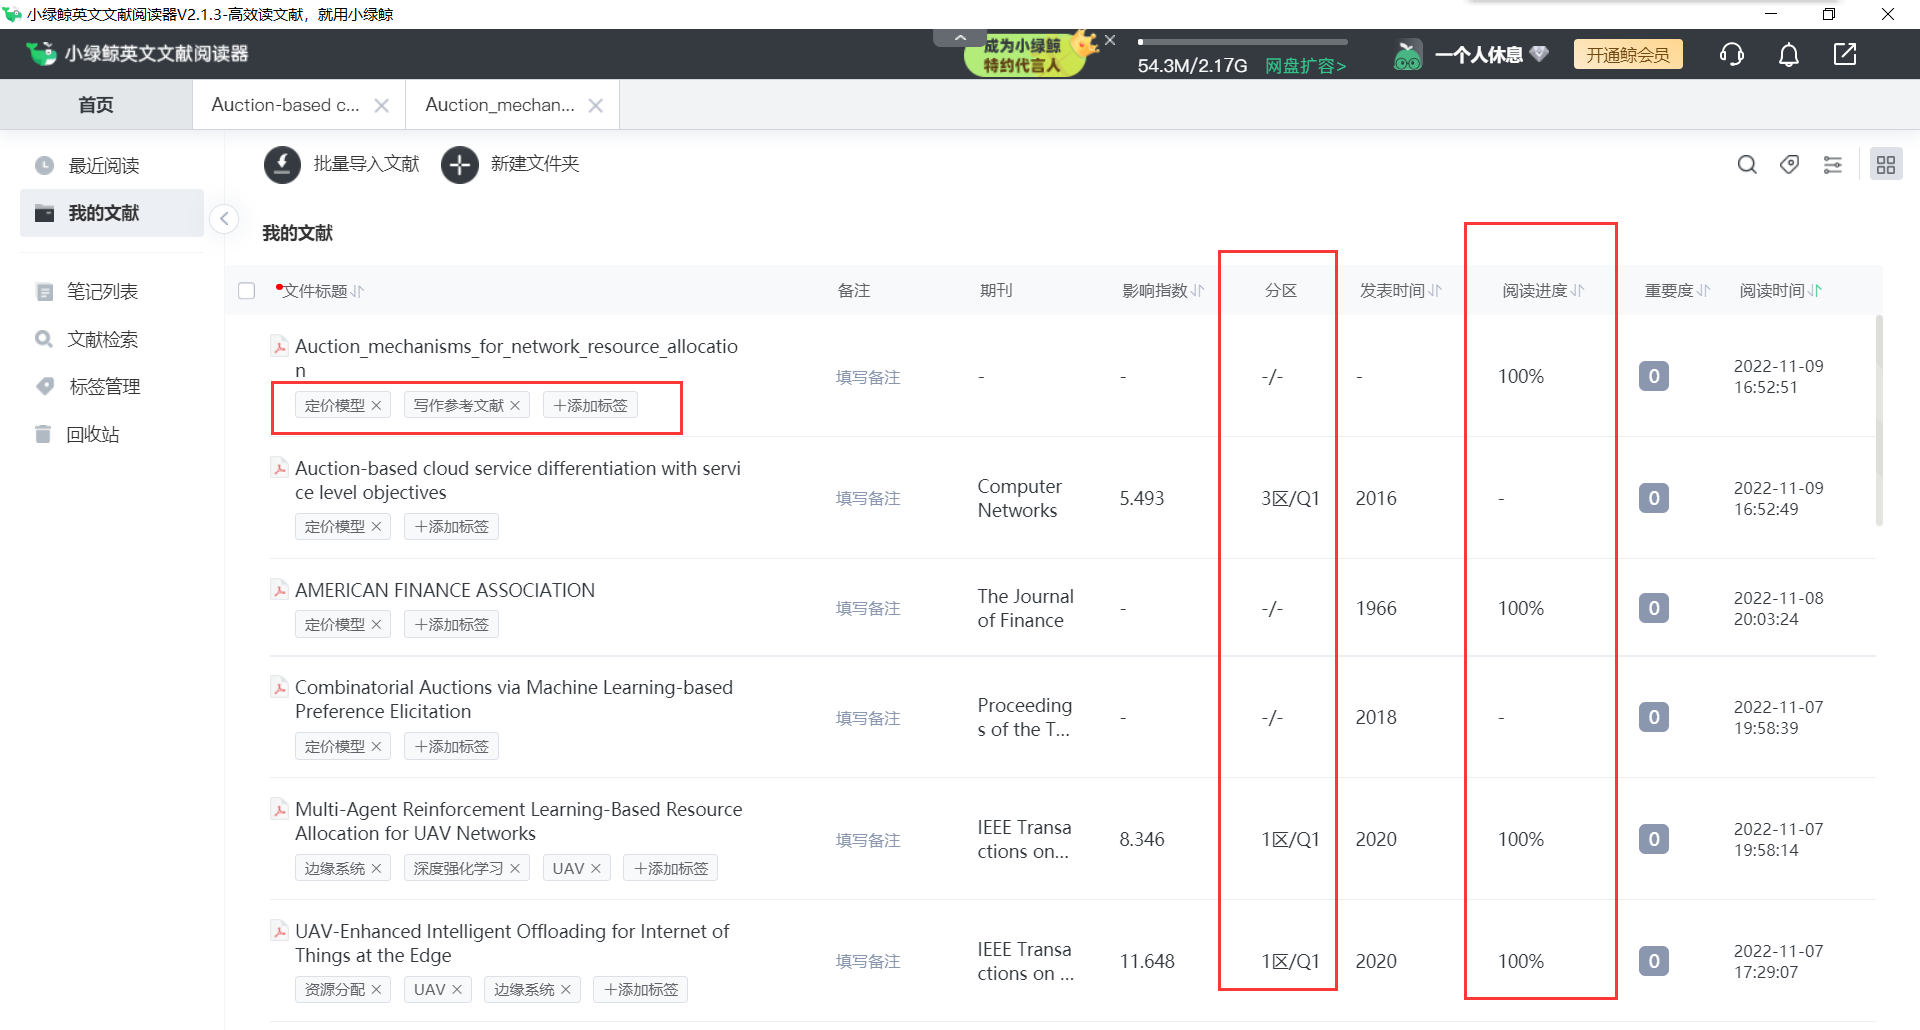 小绿鲸英文文献阅读器V2.1.3-高效读文献，就用小绿鲸
小绿鲸英文文献阅读器
成为小绿鲸
特约代言人
54.3M/2.17G 网盘扩容>
一个人休息
开通鲸会员
首页
Auction-based c...
Auction_mechan...
最近阅读
我的文献
笔记列表
文献检索
标签管理
回收站
批量导入文献
新建文件夹
我的文献
文件标题 备注 期刊 影响指数 分区 发表时间 阅读进度 重要度 阅读时间
Auction_mechanisms_for_network_resource_allocatio
n
定价模型 × 写作参考文献 × +添加标签
填写备注 - - -/- - 100% 0
2022-11-09
16:52:51
Auction-based cloud service differentiation with servi
ce level objectives
定价模型 × +添加标签
填写备注
Computer
Networks
5.493 3区/Q1 2016 - 0
2022-11-09
16:52:49
AMERICAN FINANCE ASSOCIATION
定价模型 × +添加标签
填写备注
The Journal
of Finance
- -/- 1966 100% 0
2022-11-08
20:03:24
Combinatorial Auctions via Machine Learning-based
Preference Elicitation
定价模型 × +添加标签
填写备注
Proceeding
s of the T...
- -/- 2018 - 0
2022-11-07
19:58:39
Multi-Agent Reinforcement Learning-Based Resource
Allocation for UAV Networks
边缘系统 × 深度强化学习 × UAV × +添加标签
填写备注
IEEE Transa
ctions on...
8.346 1区/Q1 2020 100% 0
2022-11-07
19:58:14
UAV-Enhanced Intelligent Offloading for Internet of
Things at the Edge
资源分配 × UAV × 边缘系统 × +添加标签
填写备注
IEEE Transa
ctions on ...
11.648 1区/Q1 2020 100% 0
2022-11-07
17:29:07